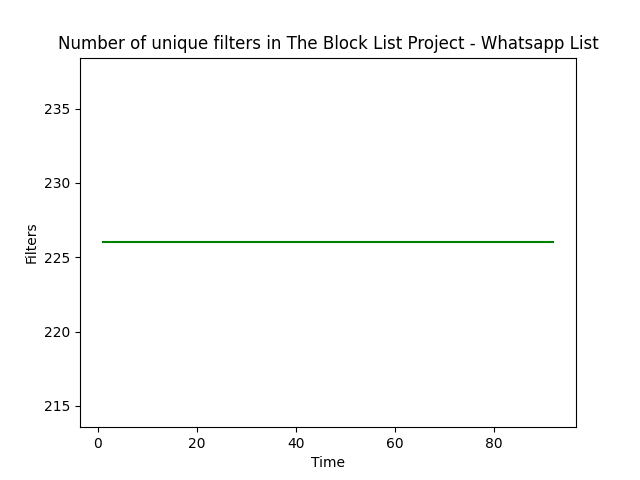 Number of unique filters in The Block List Project - Whatsapp List
235
230
225
220
215
Filters
0 20 40 60 80
Time